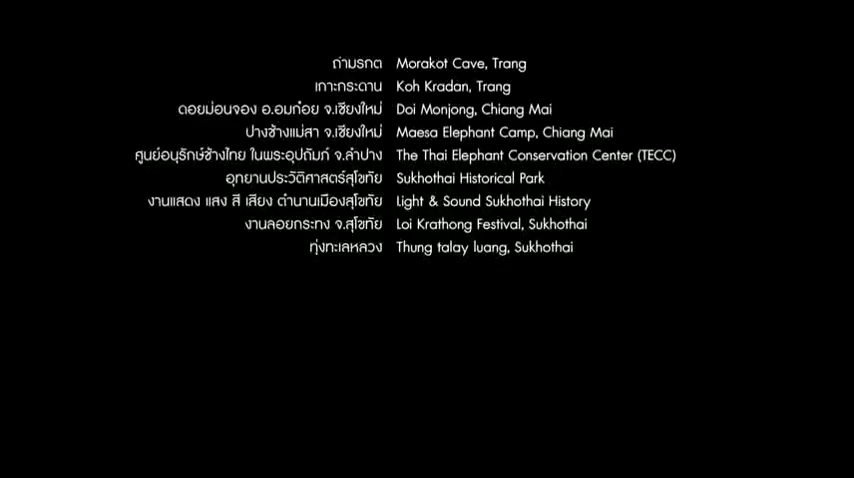 ถ้ำมรกต Morakot Cave, Trang
เกาะกระดาน Koh Kradan, Trang
ดอยม่อนจอง อ.อมก๋อย จ.เชียงใหม่ Doi Monjong, Chiang Mai
ปางช้างแม่สา จ.เชียงใหม่ Maesa Elephant Camp, Chiang Mai
ศูนย์อนุรักษ์ช้างไทย ในพระอุปถัมภ์ จ.ลำปาง The Thai Elephant Conservation Center (TECC)
อุทยานประวัติศาสตร์สุโขทัย Sukhothai Historical Park
งานแสดง แสง สี เสียง ตำนานเมืองสุโขทัย Light & Sound Sukhothai History
งานลอยกระทง จ.สุโขทัย Loi Krathong Festival, Sukhothai
ทุ่งทะเลหลวง Thung talay luang, Sukhothai